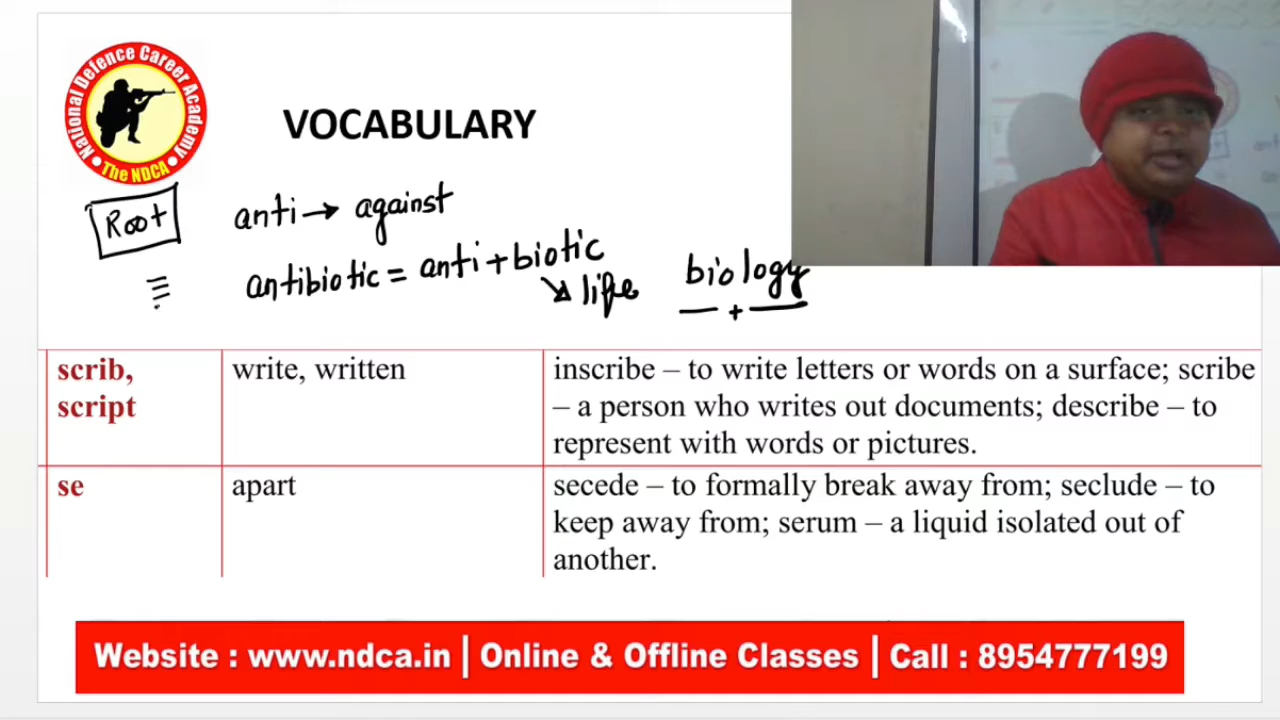 National Defence Career Academy
The NDCA
VOCABULARY
Root
anti → against
antibiotic = anti + biotic
life
biology
+
scrib,
script
write, written
inscribe – to write letters or words on a surface; scribe
– a person who writes out documents; describe – to
represent with words or pictures.
se
apart
secede – to formally break away from; seclude – to
keep away from; serum – a liquid isolated out of
another.
Website : www.ndca.in | Online & Offline Classes | Call : 8954777199